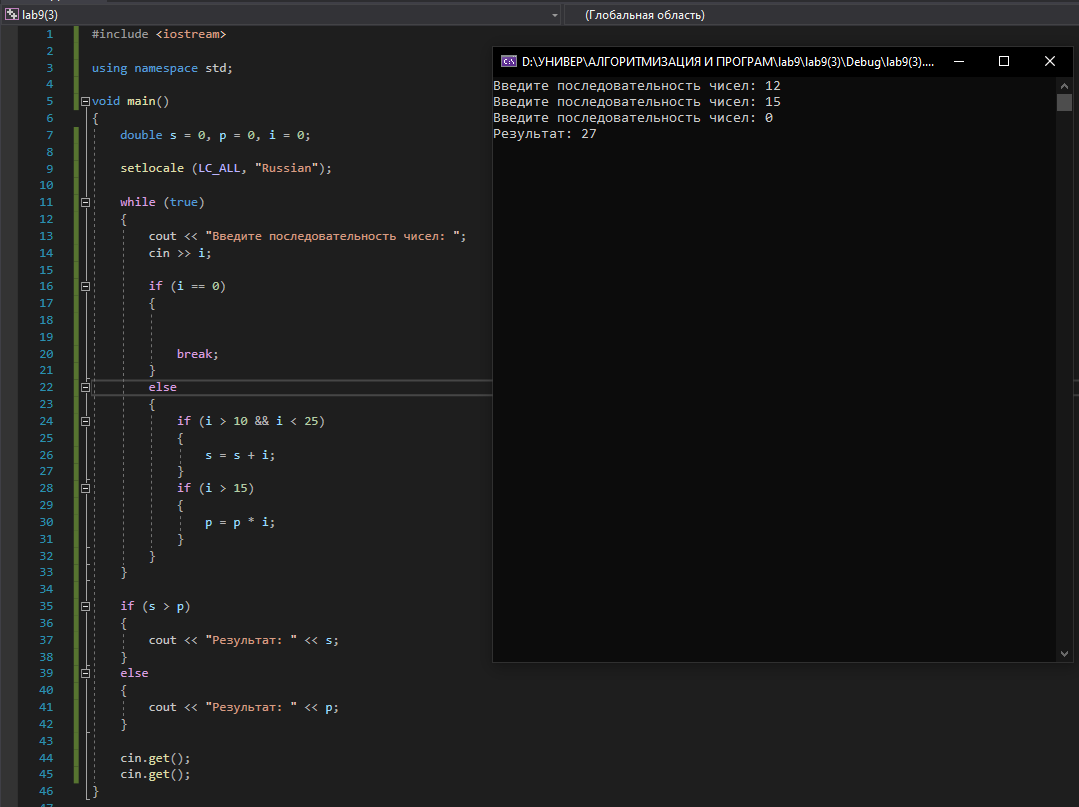 lab9(3)
(Глобальная область)
1 #include <iostream>
2
3 using namespace std;
4
5 void main()
6 {
7 double s = 0, p = 0, i = 0;
8
9 setlocale (LC_ALL, "Russian");
10
11 while (true)
12 {
13 cout << "Введите последовательность чисел: ";
14 cin >> i;
15
16 if (i == 0)
17 {
18
19
20 break;
21 }
22 else
23 {
24 if (i > 10 && i < 25)
25 {
26 s = s + i;
27 }
28 if (i > 15)
29 {
30 p = p * i;
31 }
32 }
33 }
34
35 if (s > p)
36 {
37 cout << "Результат: " << s;
38 }
39 else
40 {
41 cout << "Результат: " << p;
42 }
43
44 cin.get();
45 cin.get();
46 }
D:\УНИВЕР\АЛГОРИТМИЗАЦИЯ И ПРОГРАМ\lab9\lab9(3)\Debug\lab9(3)....
Введите последовательность чисел: 12
Введите последовательность чисел: 15
Введите последовательность чисел: 0
Результат: 27